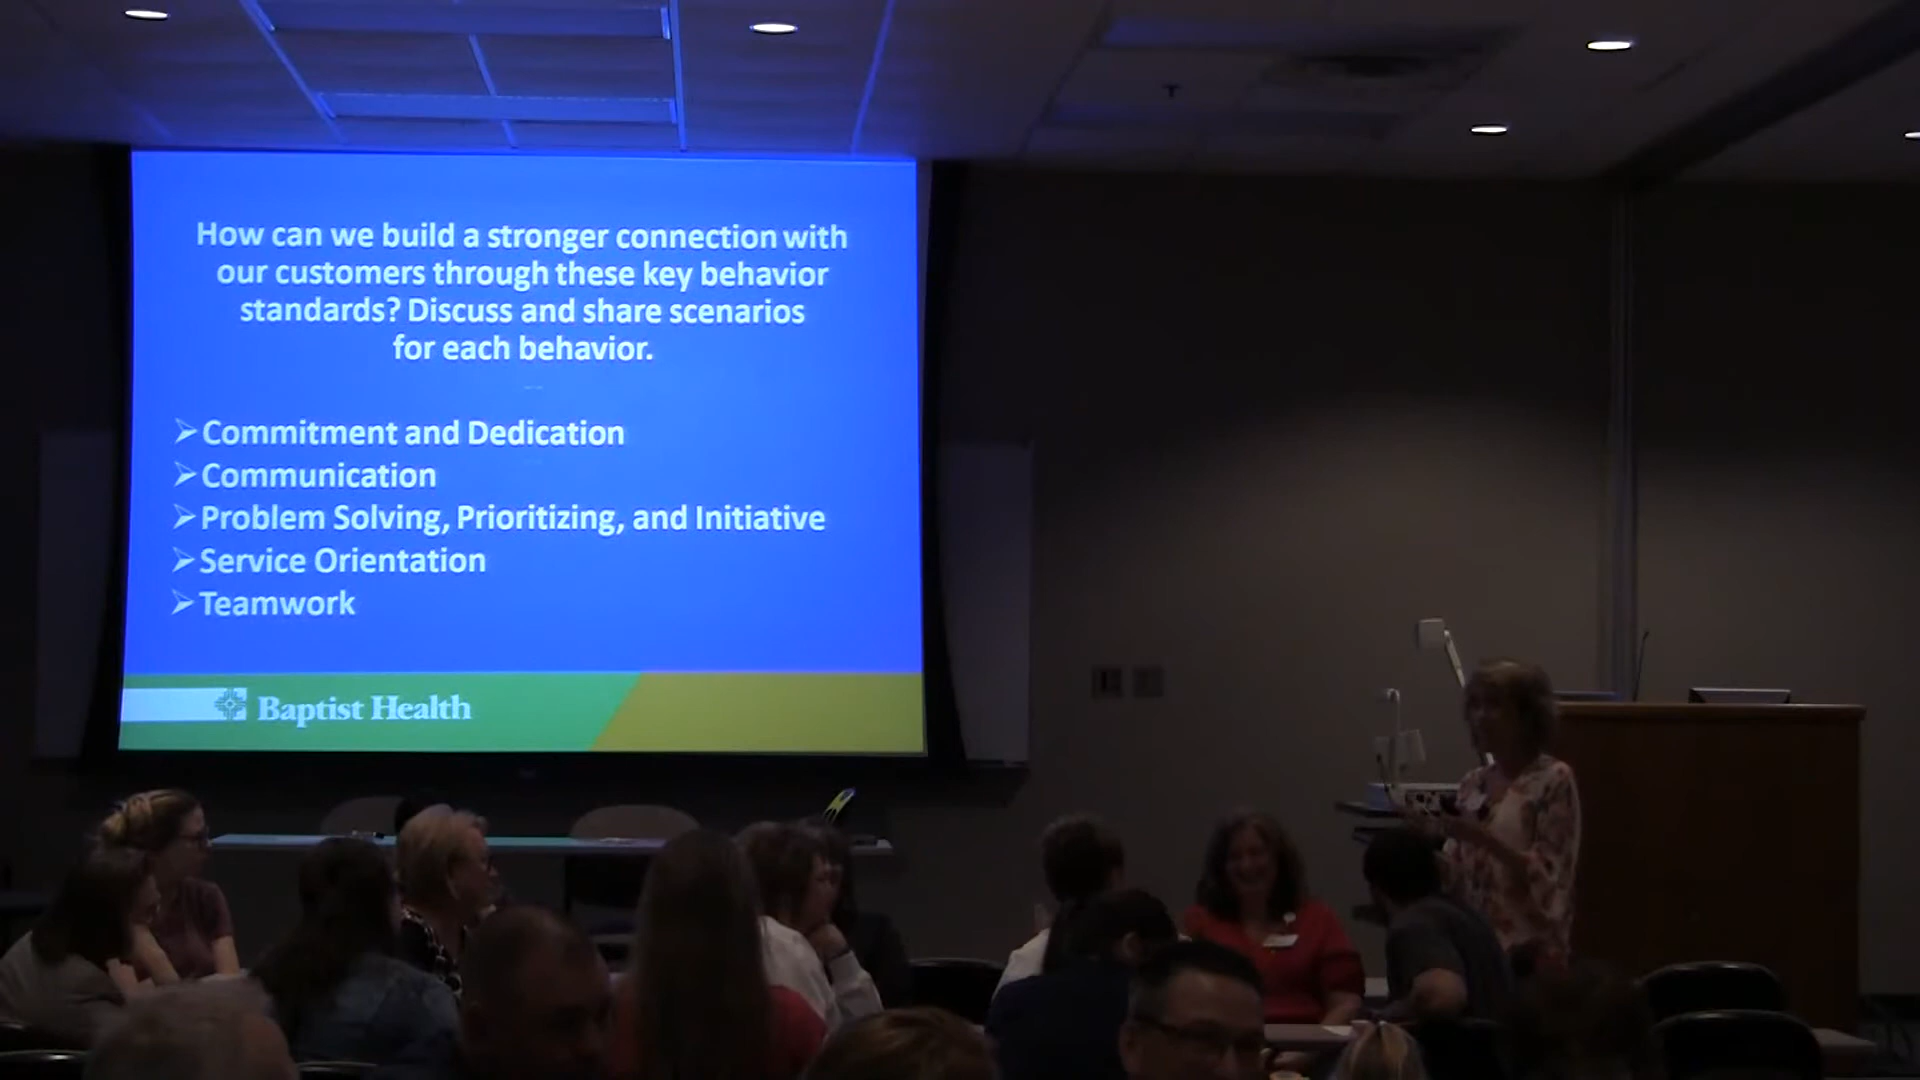 How can we build a stronger connection with
our customers through these key behavior
standards? Discuss and share scenarios
for each behavior.
Commitment and Dedication
Communication
Problem Solving, Prioritizing, and Initiative
Service Orientation
Teamwork
Baptist Health